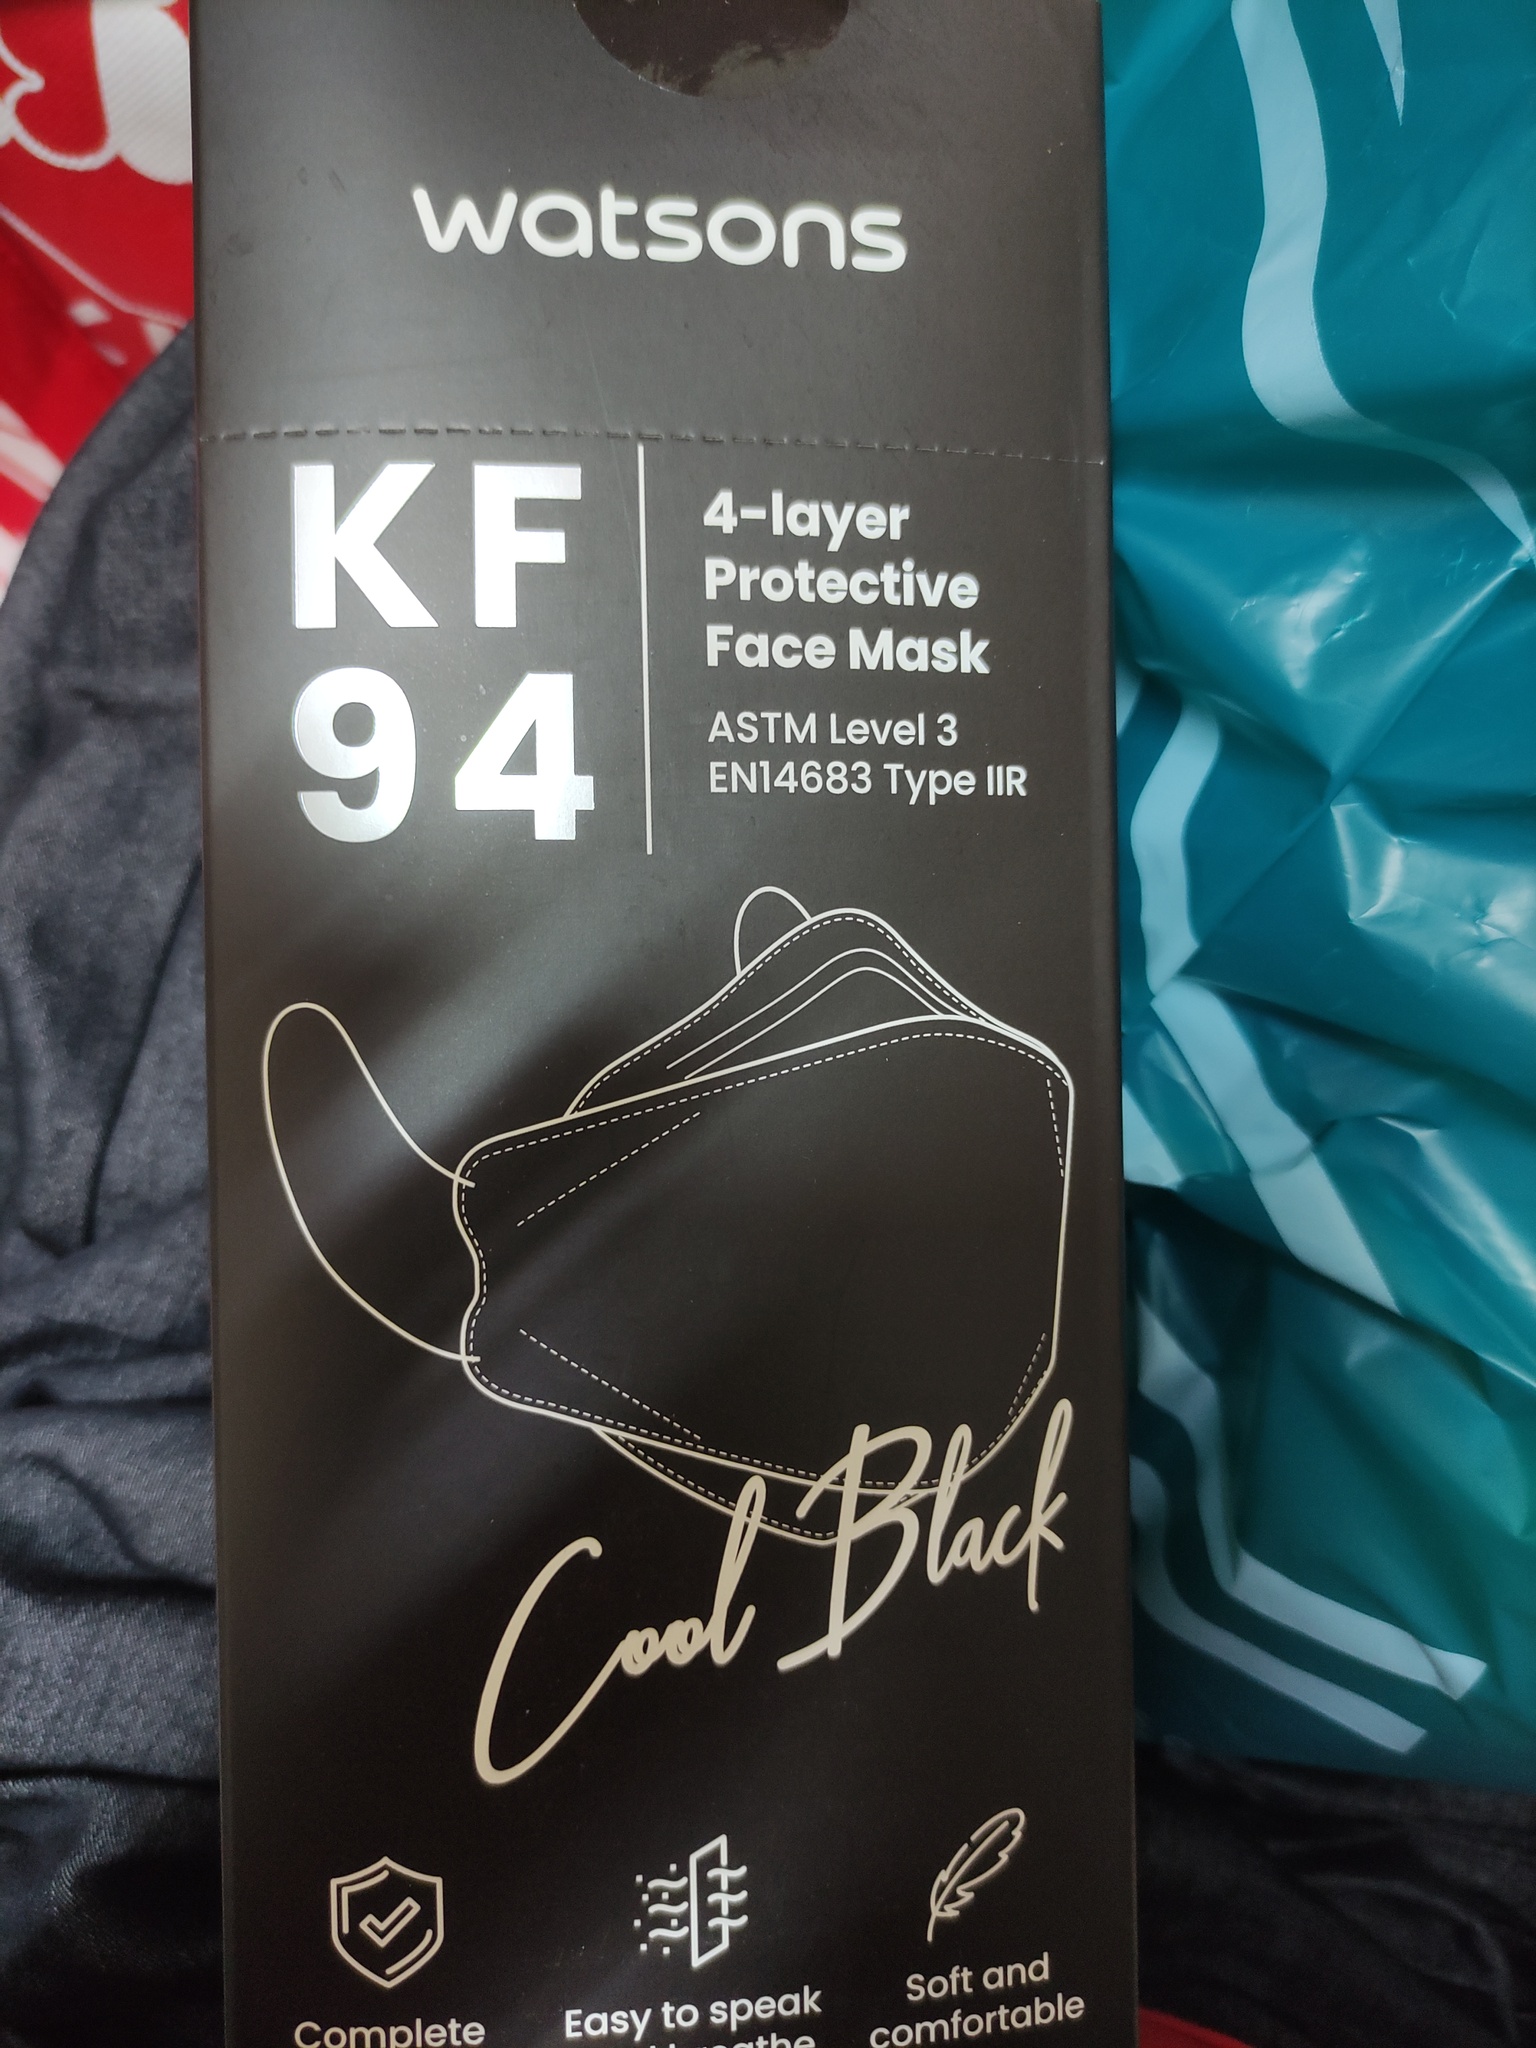 watsons
KF
94
4-layer
Protective
Face Mask
ASTM Level 3
EN14683 Type IIR
Cool Black
Complete
Easy to speak
Soft and
comfortable